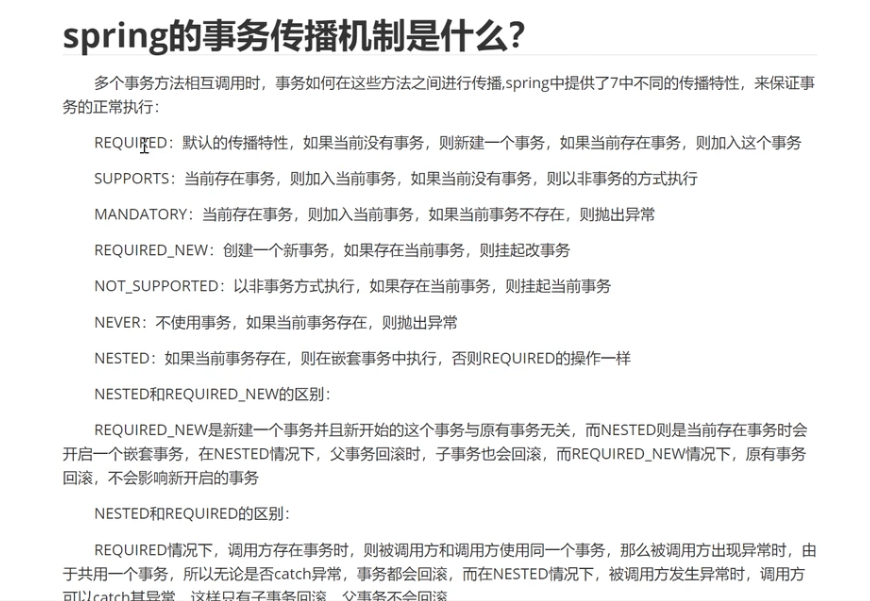 spring的事务传播机制是什么?
多个事务方法相互调用时，事务如何在这些方法之间进行传播,spring中提供了7中不同的传播特性，来保证事
务的正常执行：
REQUIRED：默认的传播特性，如果当前没有事务，则新建一个事务，如果当前存在事务，则加入这个事务
SUPPORTS：当前存在事务，则加入当前事务，如果当前没有事务，则以非事务的方式执行
MANDATORY：当前存在事务，则加入当前事务，如果当前事务不存在，则抛出异常
REQUIRED_NEW：创建一个新事务，如果存在当前事务，则挂起改事务
NOT_SUPPORTED：以非事务方式执行，如果存在当前事务，则挂起当前事务
NEVER：不使用事务，如果当前事务存在，则抛出异常
NESTED：如果当前事务存在，则在嵌套事务中执行，否则REQUIRED的操作一样
NESTED和REQUIRED_NEW的区别：
REQUIRED_NEW是新建一个事务并且新开始的这个事务与原有事务无关，而NESTED则是当前存在事务时会
开启一个嵌套事务，在NESTED情况下，父事务回滚时，子事务也会回滚，而REQUIRED_NEW情况下，原有事务
回滚，不会影响新开启的事务
NESTED和REQUIRED的区别：
REQUIRED情况下，调用方存在事务时，则被调用方和调用方使用同一个事务，那么被调用方出现异常时，由
于共用一个事务，所以无论是否catch异常，事务都会回滚，而在NESTED情况下，被调用方发生异常时，调用方
可以catch其异常，这样只有子事务回滚，父事务不会回滚